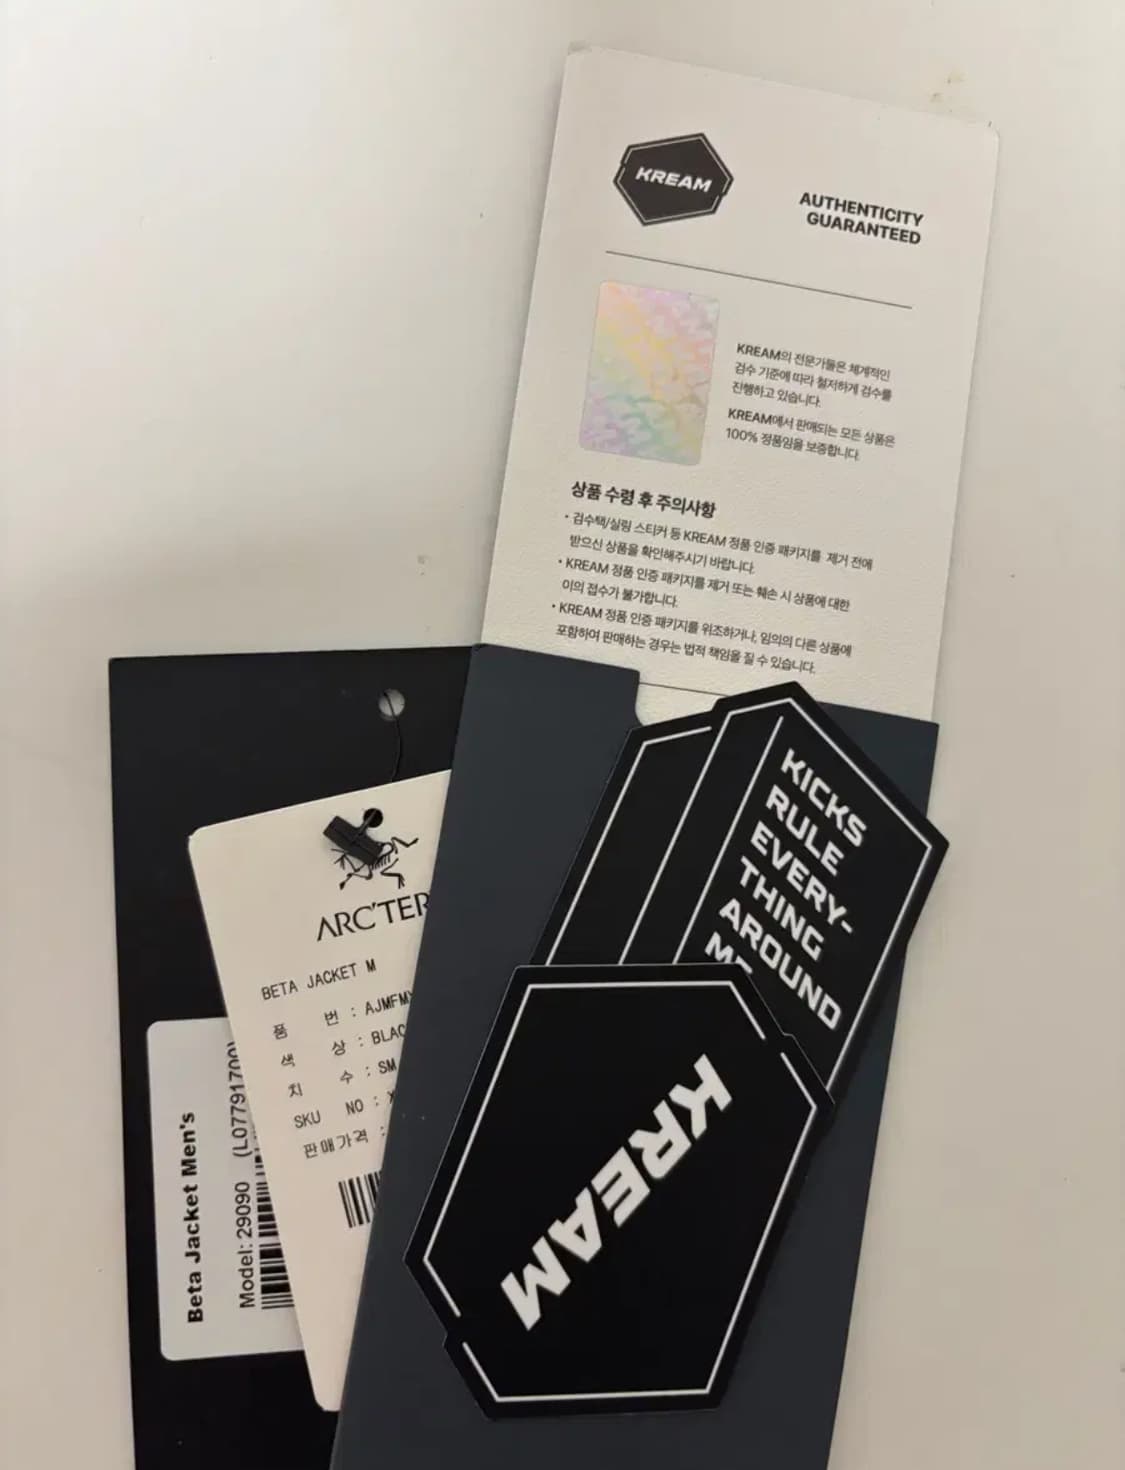 KREAM
AUTHENTICITY
GUARANTEED
KREAM의 전문가들은 체계적인
검수 기준에 따라 철저하게 검수를
진행하고 있습니다.
KREAM에서 판매되는 모든 상품은
100% 정품임을 보증합니다.
상품 수령 후 주의사항
• 검수택/실링 스티커 등 KREAM 정품 인증 패키지를 제거 전에
받으신 상품을 확인해주시기 바랍니다.
• KREAM 정품 인증 패키지를 제거 또는 훼손 시 상품에 대한
이의 접수가 불가합니다.
• KREAM 정품 인증 패키지를 위조하거나, 임의의 다른 상품에
포함하여 판매하는 경우는 법적 책임을 질 수 있습니다.
KICKS
RULE
EVERY-
THING
AROUND
KREAM
ARC'TER
BETA JACKET M
품 번 : AJMFM
색 상 : BLAC
치 수 : SM
SKU NO :
판매가격 :
Beta Jacket Men's
Model: 29090 (L07791700)